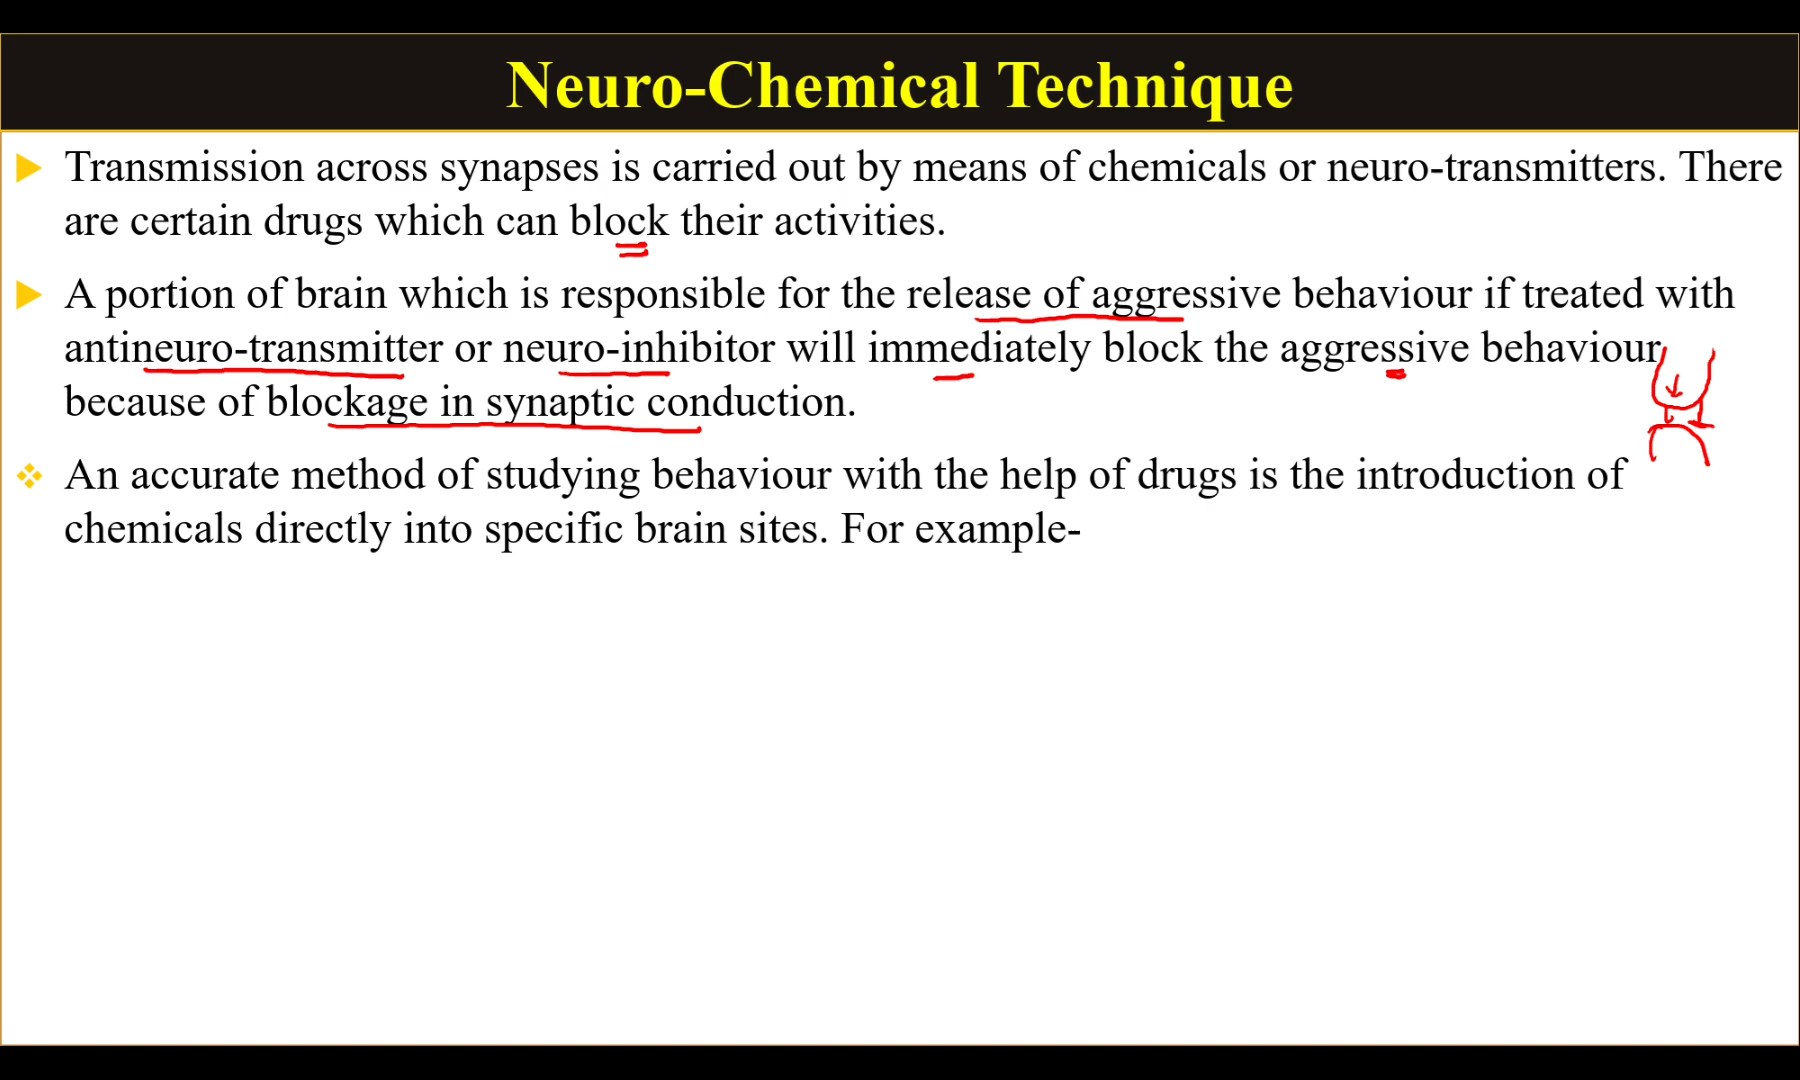 Neuro-Chemical Technique
Transmission across synapses is carried out by means of chemicals or neuro-transmitters. There
are certain drugs which can block their activities.
A portion of brain which is responsible for the release of aggressive behaviour if treated with
antineuro-transmitter or neuro-inhibitor will immediately block the aggressive behaviour
because of blockage in synaptic conduction.
An accurate method of studying behaviour with the help of drugs is the introduction of
chemicals directly into specific brain sites. For example-